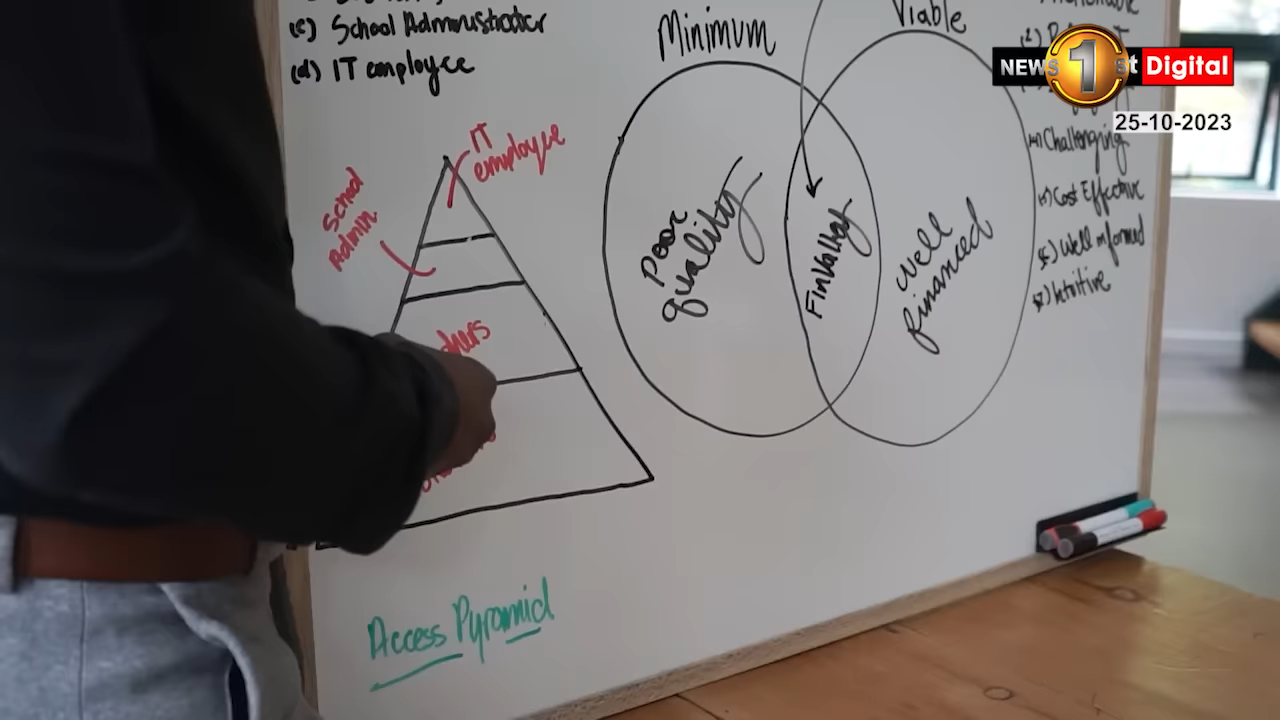 (c) School Administrator
(d) IT employee
Minimum
Viable
NEWS 1st Digital
25-10-2023
IT
employee
School
Admin
Poor
quality
well
financed
Challenging
Cost Effective
Well informed
Intuitive
Access Pyramid